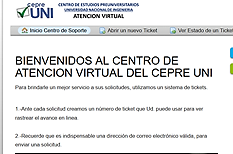 cepre
UNI
CENTRO DE ESTUDIOS PREUNIVERSITARIOS
UNIVERSIDAD NACIONAL DE INGENIERIA
ATENCION VIRTUAL
Inicio Centro de Soporte
Abrir un nuevo Ticket
Ver Estado de un Ticket
BIENVENIDOS AL CENTRO DE
ATENCION VIRTUAL DEL CEPRE UNI
Para brindarle un mejor servicio a sus solicitudes, utilizamos un sistema de tickets.
1.-Ante cada solicitud creamos un número de ticket que Ud. puede usar para ver
rastrear el avance en linea.
2.-Recuerde que es indispensable una dirección de correo electrónico válida, para
enviar una solicitud.